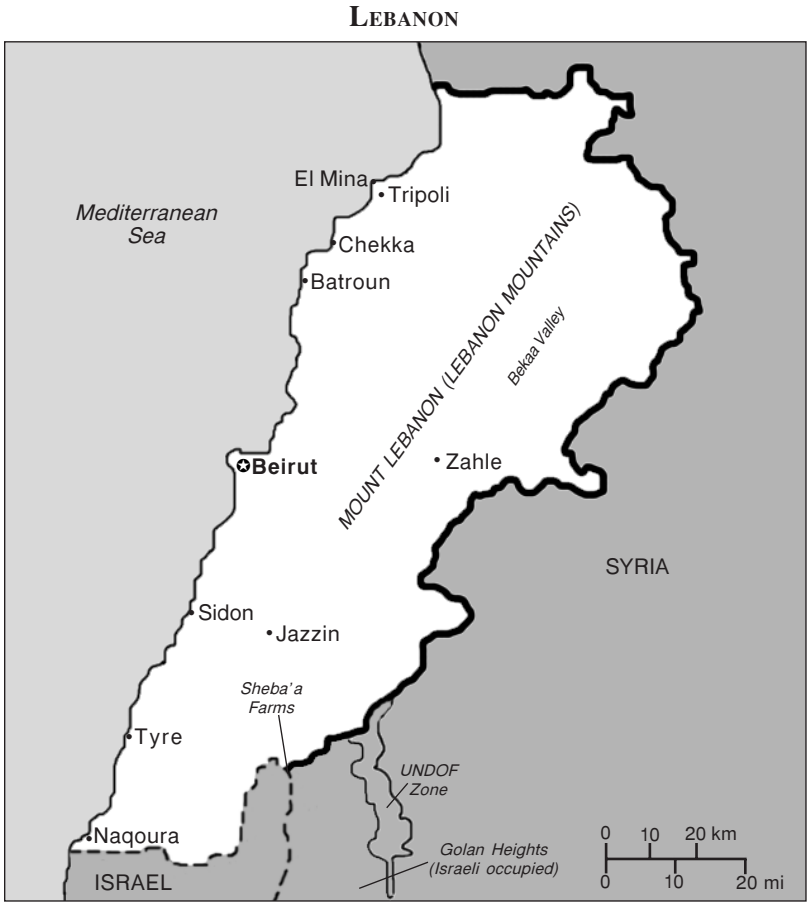 LEBANON
El Mina
Tripoli
Mediterranean
Sea
Chekka
Batroun
MOUNT LEBANON (LEBANON MOUNTAINS)
Bekaa Valley
Beirut
Zahle
SYRIA
Sidon
Jazzin
Sheba'a
Farms
Tyre
UNDOF
Zone
Naqoura
0 10 20 km
Golan Heights
(Israeli occupied)
ISRAEL
0 10 20 mi